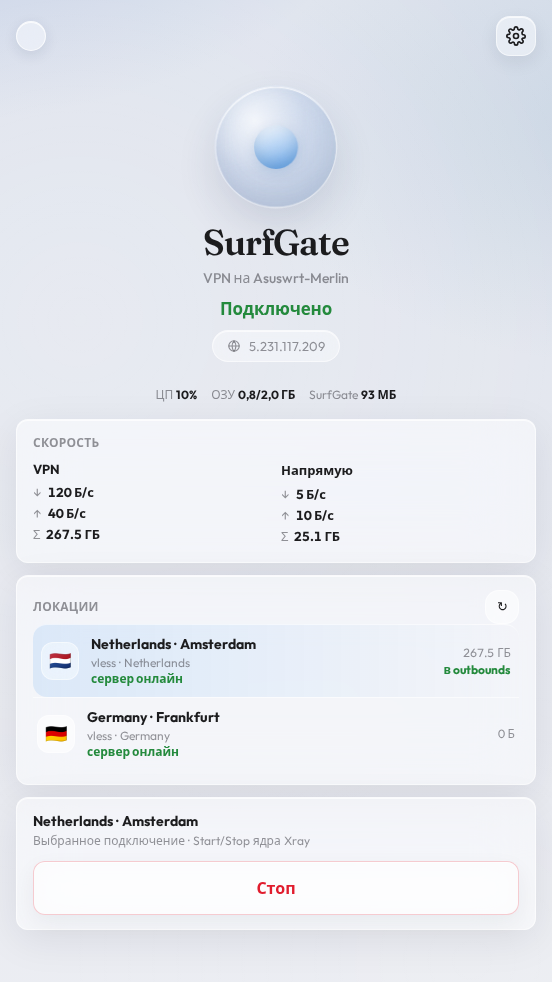 SurfGate
VPN на Asuswrt-Merlin
Подключено
5.231.117.209
ЦП 10% ОЗУ 0,8/2,0 ГБ SurfGate 93 МБ
СКОРОСТЬ
VPN
↓ 120 Б/с
↑ 40 Б/с
Σ 267.5 ГБ
Напрямую
↓ 5 Б/с
↑ 10 Б/с
Σ 25.1 ГБ
ЛОКАЦИИ
↻
Netherlands · Amsterdam
vless · Netherlands
сервер онлайн
267.5 ГБ
в outbounds
Germany · Frankfurt
vless · Germany
сервер онлайн
0 Б
Netherlands · Amsterdam
Выбранное подключение · Start/Stop ядра Xray
Стоп